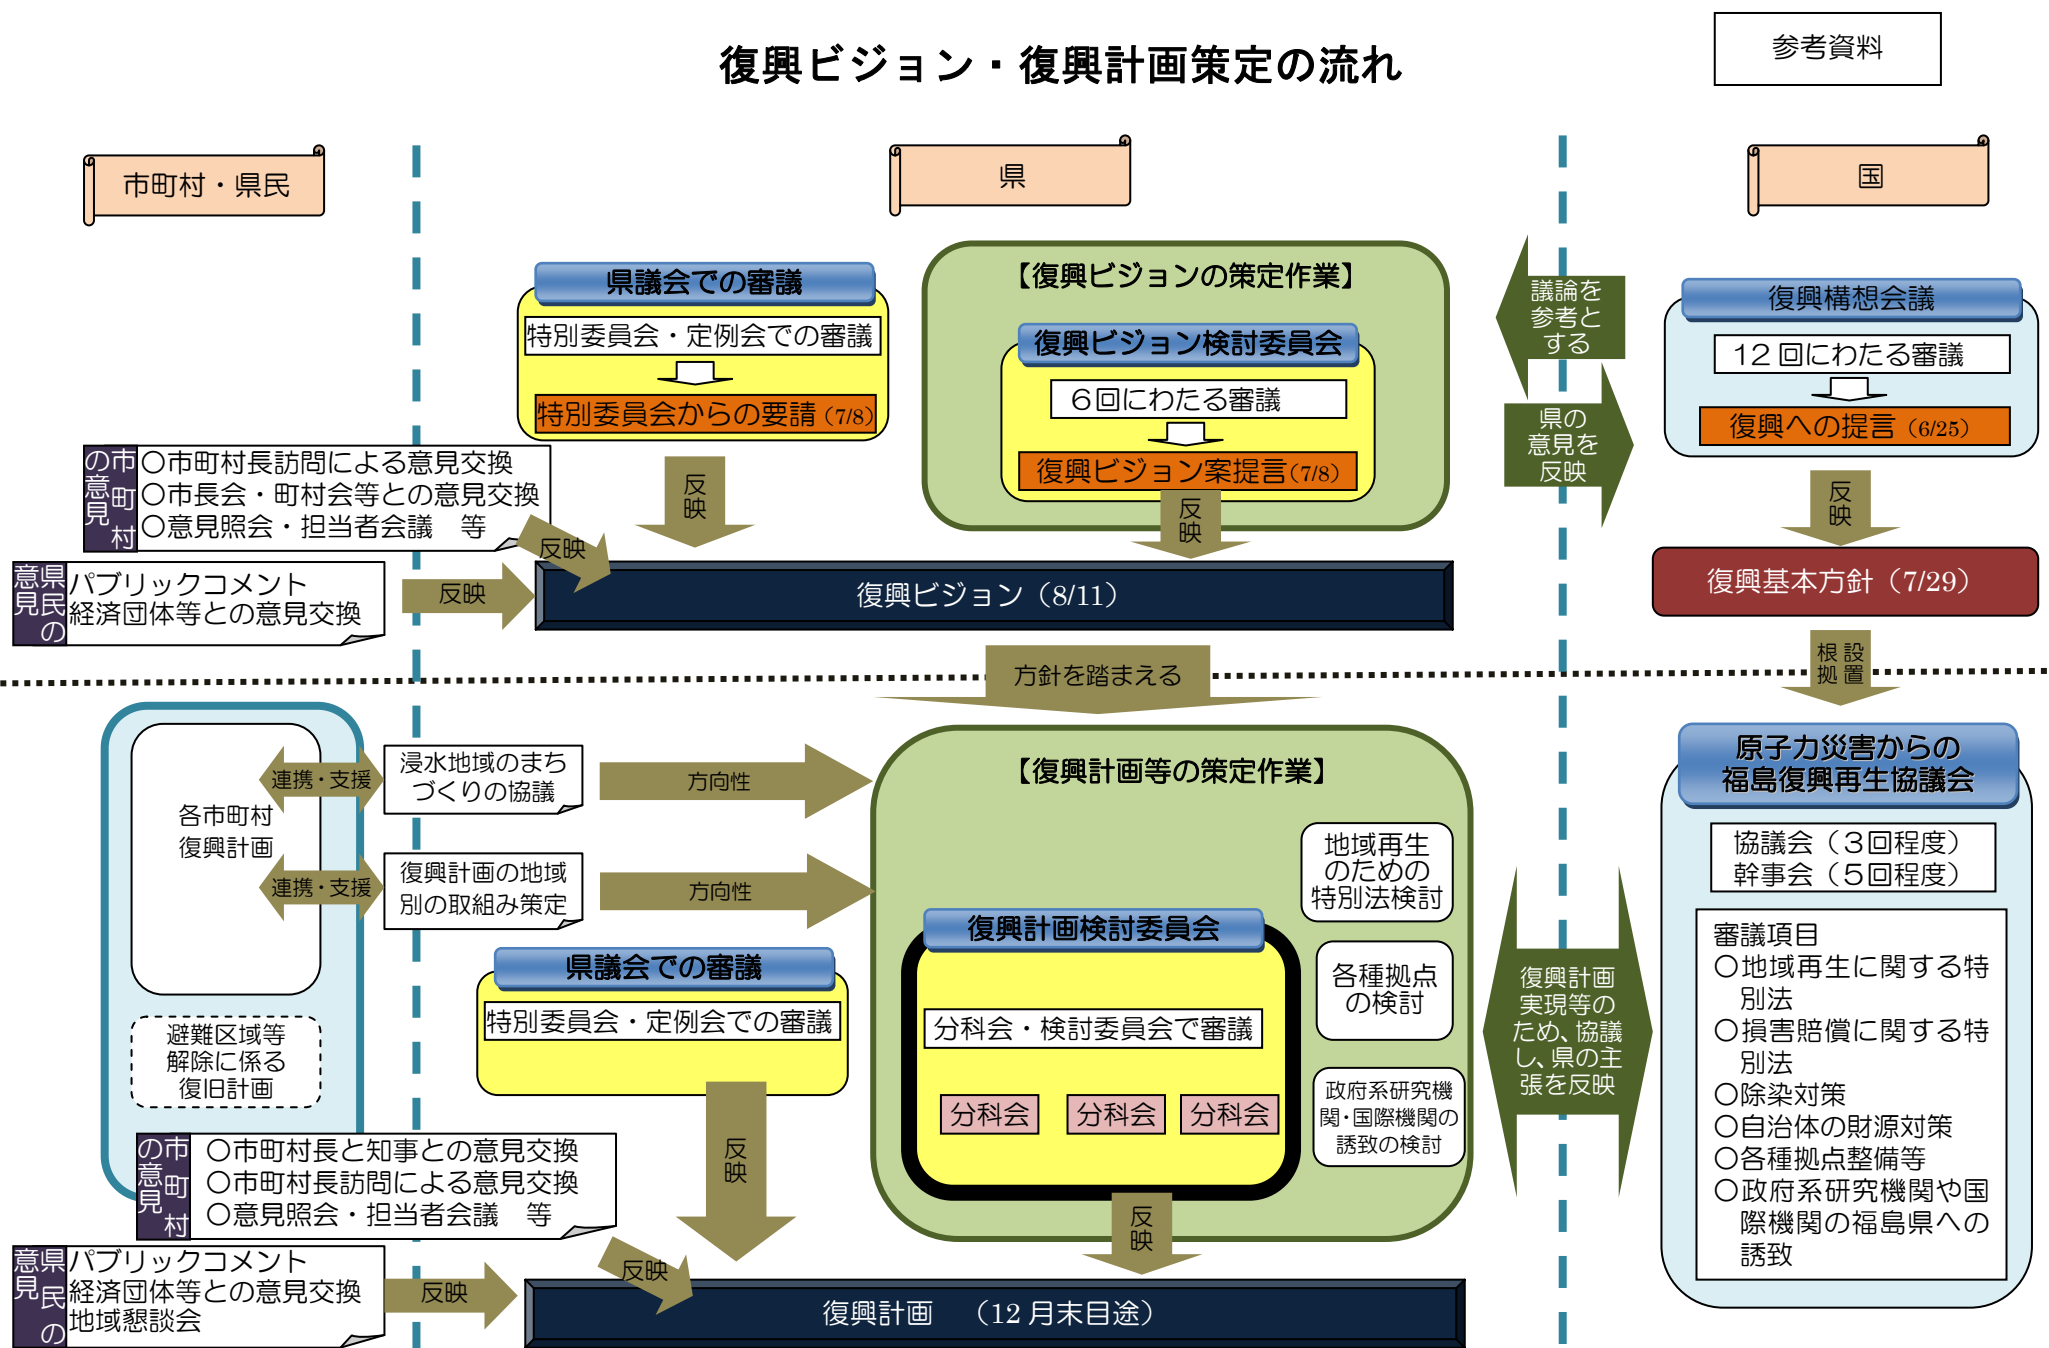 復興ビジョン・復興計画策定の流れ
参考資料
市町村・県民
県
国
県議会での審議
特別委員会・定例会での審議
特別委員会からの要請(7/8)
反映
【復興ビジョンの策定作業】
復興ビジョン検討委員会
６回にわたる審議
復興ビジョン案提言(7/8)
反映
議論を
参考と
する
県の
意見を
反映
復興構想会議
12回にわたる審議
復興への提言(6/25)
反映
復興基本方針（7/29）
市町村
の意見
○市町村長訪問による意見交換
○市長会・町村会等との意見交換
○意見照会・担当者会議　等
反映
県民の
意見
パブリックコメント
経済団体等との意見交換
反映
復興ビジョン（8/11）
方針を踏まえる
設置
根拠
各市町村
復興計画
連携・支援
浸水地域のまち
づくりの協議
方向性
連携・支援
復興計画の地域
別の取組み策定
方向性
避難区域等
解除に係る
復旧計画
県議会での審議
特別委員会・定例会での審議
反映
【復興計画等の策定作業】
地域再生
のための
特別法検討
復興計画検討委員会
分科会・検討委員会で審議
分科会
分科会
分科会
各種拠点
の検討
政府系研究機
関・国際機関の
誘致の検討
反映
復興計画
実現等の
ため、協議
し、県の主
張を反映
原子力災害からの
福島復興再生協議会
協議会（３回程度）
幹事会（５回程度）
審議項目
○地域再生に関する特
別法
○損害賠償に関する特
別法
○除染対策
○自治体の財源対策
○各種拠点整備等
○政府系研究機関や国
際機関の福島県への
誘致
市町村
の意見
○市町村長と知事との意見交換
○市町村長訪問による意見交換
○意見照会・担当者会議　等
反映
県民の
意見
パブリックコメント
経済団体等との意見交換
地域懇談会
反映
復興計画　（12月末目途）